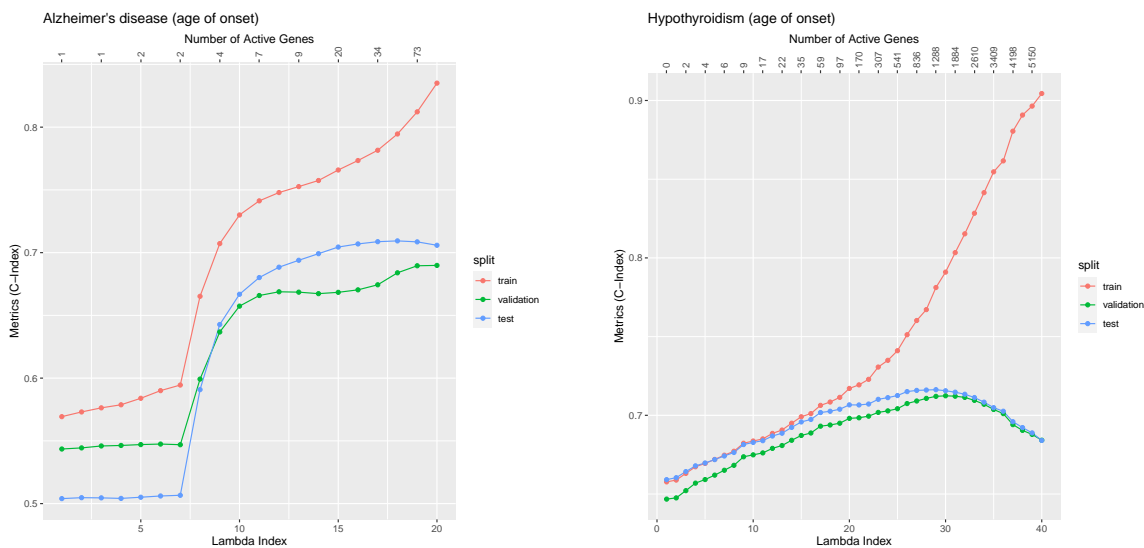 Alzheimer's disease (age of onset)
Number of Active Genes
1 1 2 2 4 7 9 20 34 73
0.8
0.7
0.6
0.5
Metrics (C-Index)
5 10 15 20
Lambda Index
split
train
validation
test
Hypothyroidism (age of onset)
Number of Active Genes
0 2 4 6 9 17 22 35 59 97 170 307 541 836 1288 1884 2610 3409 4198 5150
0.9
0.8
0.7
Metrics (C-Index)
0 10 20 30 40
Lambda Index
split
train
validation
test